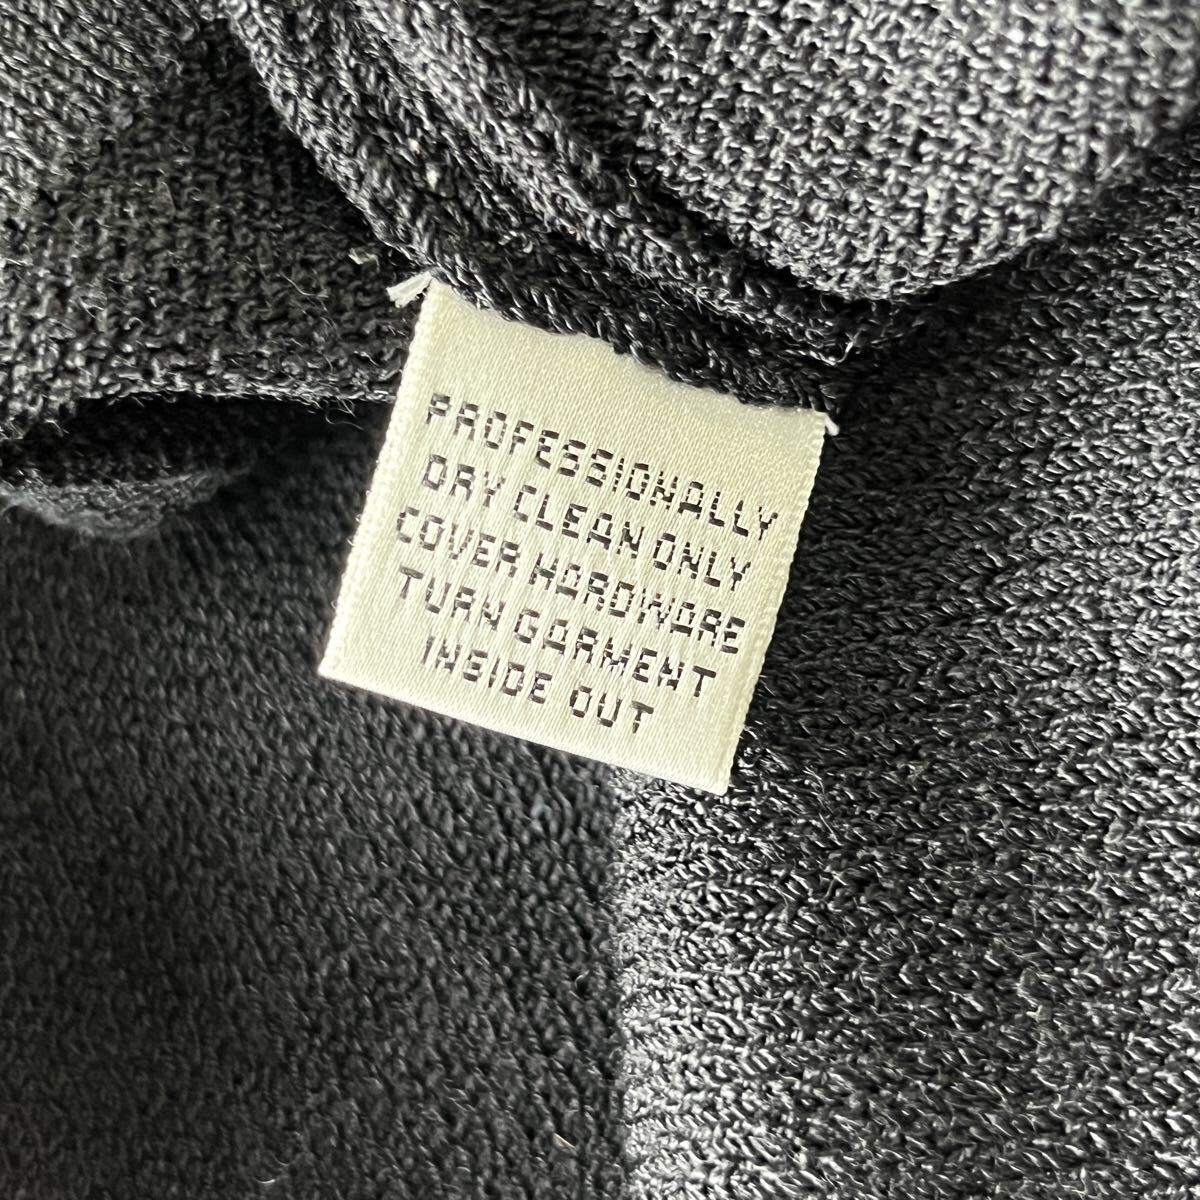 PROFESSIONALLY
DRY CLEAN ONLY
COVER HARDWARE
TURN GARMENT
INSIDE OUT